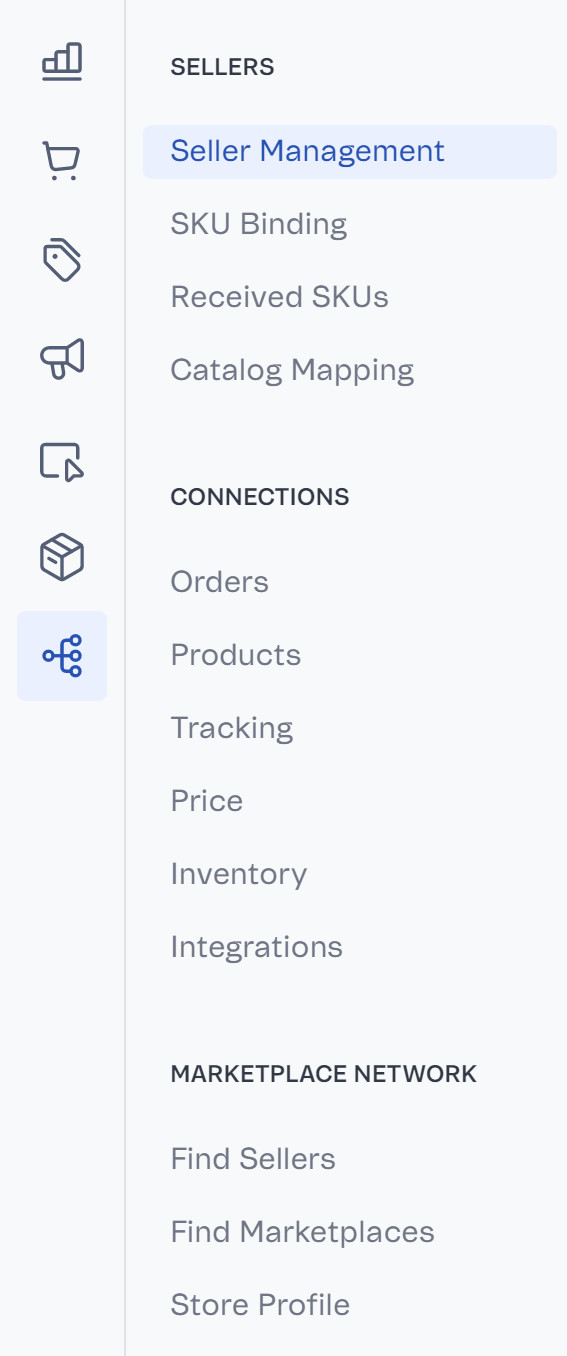 SELLERS
Seller Management
SKU Binding
Received SKUs
Catalog Mapping
CONNECTIONS
Orders
Products
Tracking
Price
Inventory
Integrations
MARKETPLACE NETWORK
Find Sellers
Find Marketplaces
Store Profile